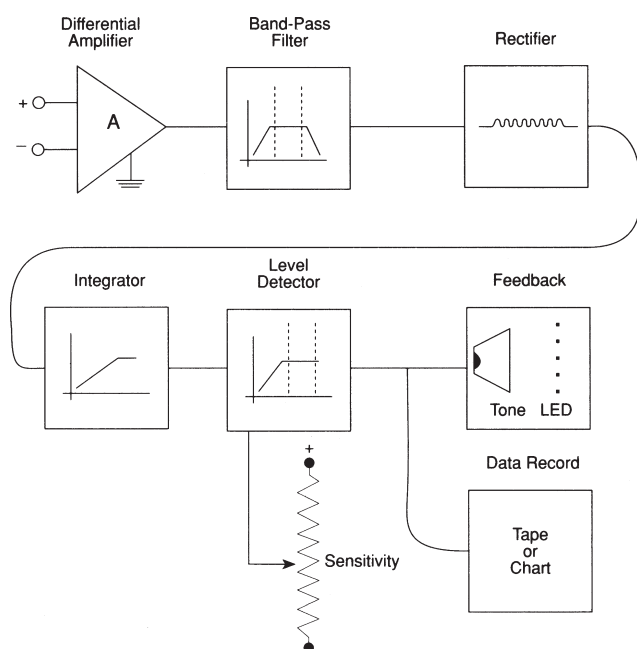 Differential
Amplifier
Band-Pass
Filter
Rectifier
+
A
−
Integrator
Level
Detector
Feedback
Tone LED
+
Data Record
Sensitivity
Tape
or
Chart